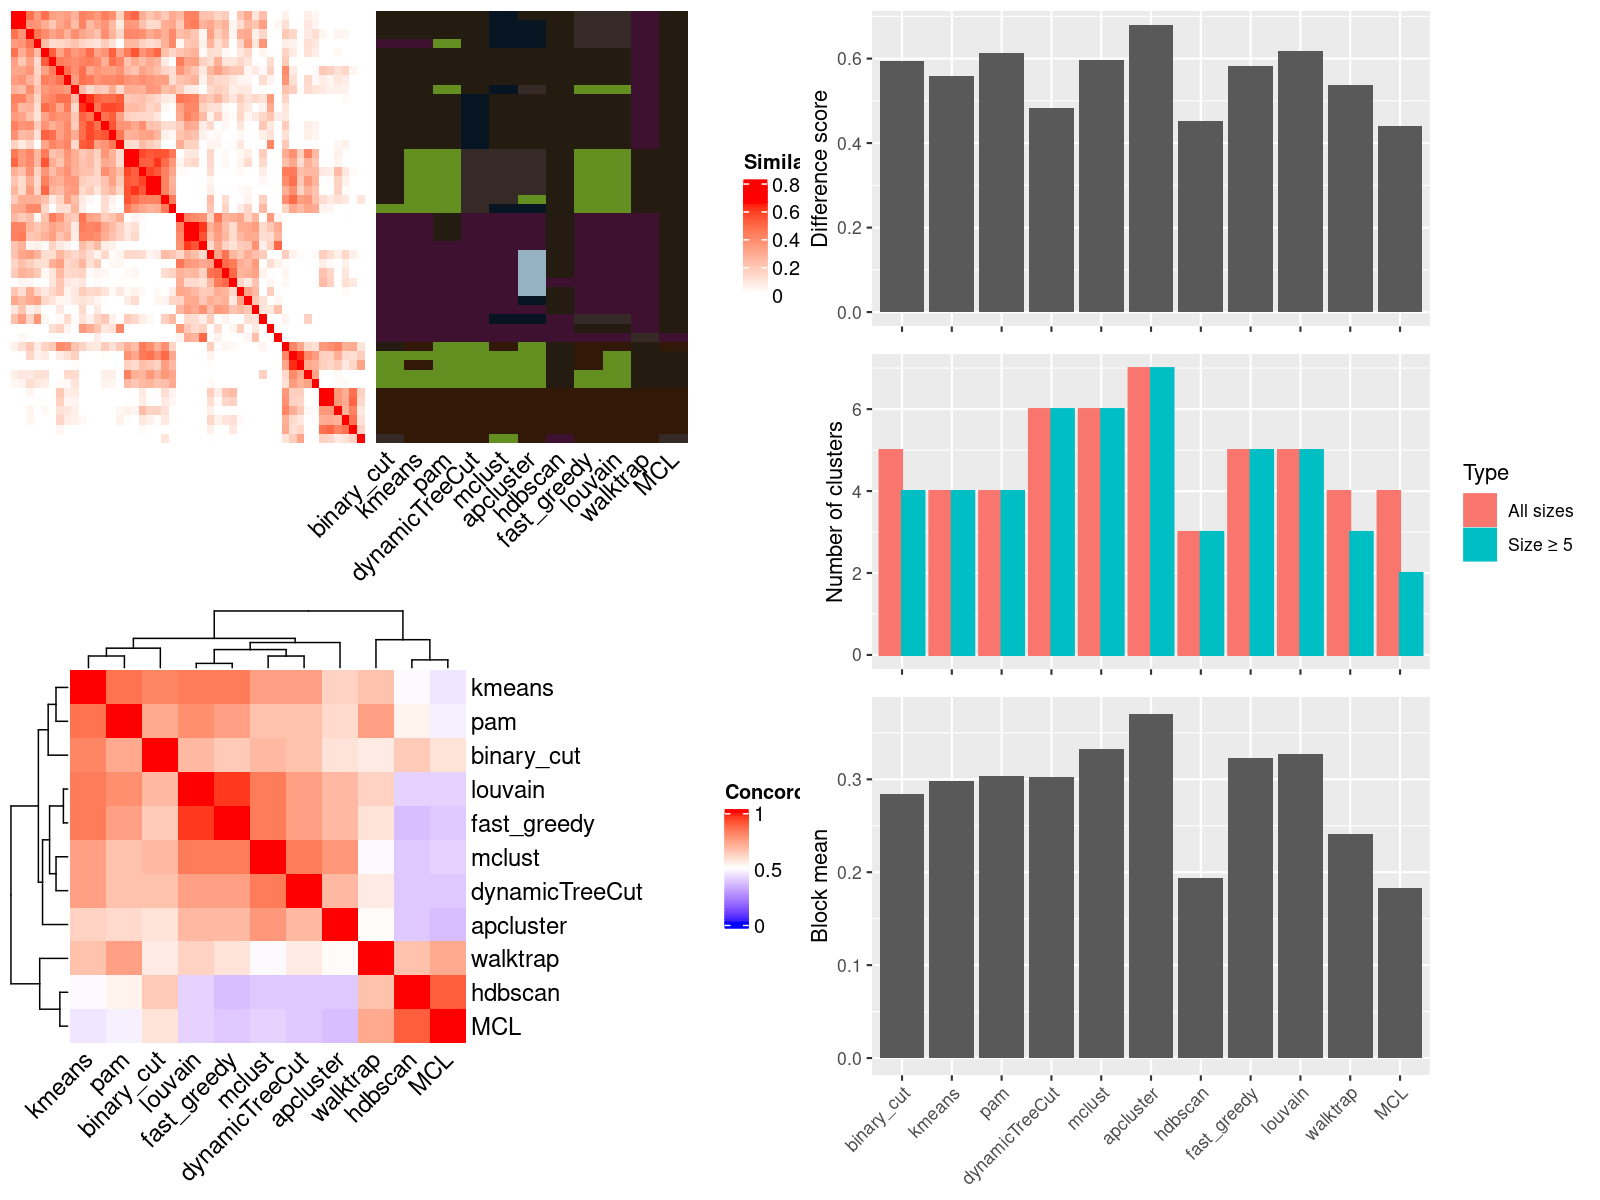 Simila
0.8
0.6
0.4
0.2
0
binary_cut
kmeans
pam
dynamicTreeCut
mclust
apcluster
hdbscan
fast_greedy
louvain
walktrap
MCL
kmeans
pam
binary_cut
louvain
fast_greedy
mclust
dynamicTreeCut
apcluster
walktrap
hdbscan
MCL
kmeans
pam
binary_cut
louvain
fast_greedy
mclust
dynamicTreeCut
apcluster
walktrap
hdbscan
MCL
Concord
1
0.5
0
Difference score
0.6
0.4
0.2
0.0
Number of clusters
6
4
2
0
Type
All sizes
Size ≥ 5
Block mean
0.3
0.2
0.1
0.0
binary_cut
kmeans
pam
dynamicTreeCut
mclust
apcluster
hdbscan
fast_greedy
louvain
walktrap
MCL